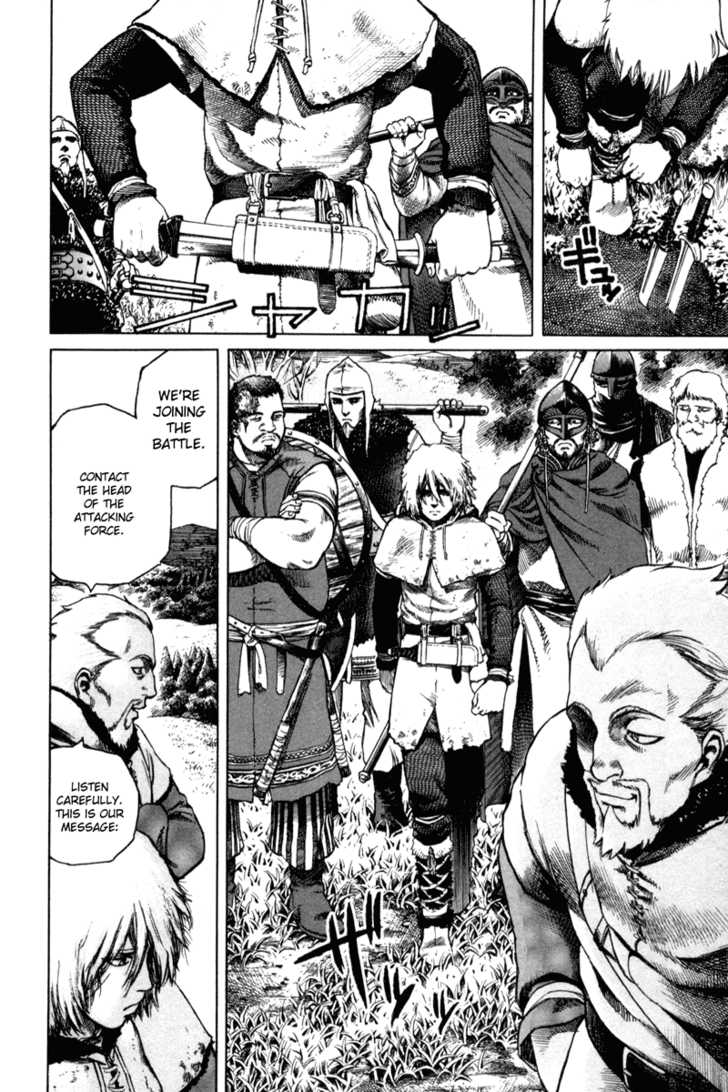 ギュッ
WE'RE
JOINING
THE
BATTLE.
CONTACT
THE HEAD
OF THE
ATTACKING
FORCE.
LISTEN
CAREFULLY.
THIS IS OUR
MESSAGE: